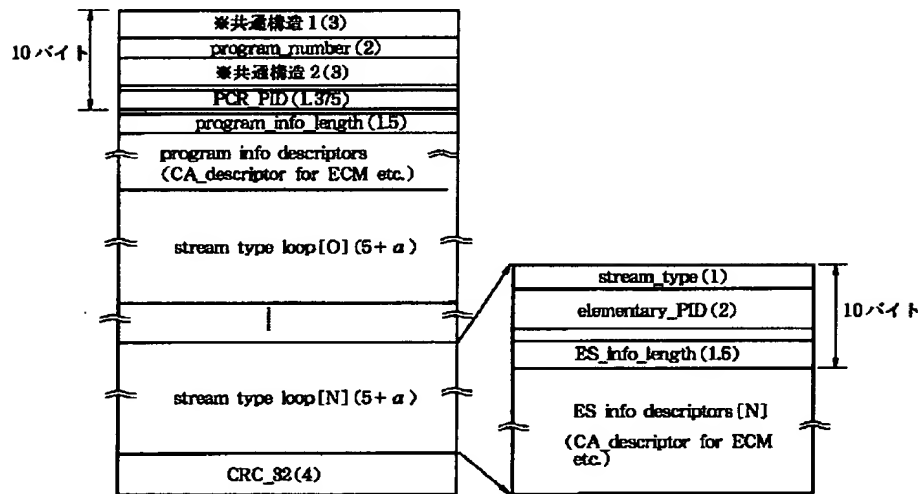 ※共通構造1(3)
10バイト
program_number(2)
※共通構造2(3)
PCR_PID(1.375)
program_info_length(1.5)
program info descriptors
(CA_descriptor for ECM etc.)
stream type loop[0](5+α)
stream type loop[N](5+α)
CRC_32(4)
stream_type(1)
elementary_PID(2)
10バイト
ES_info_length(1.5)
ES info descriptors[N]
(CA_descriptor for ECM
etc.)